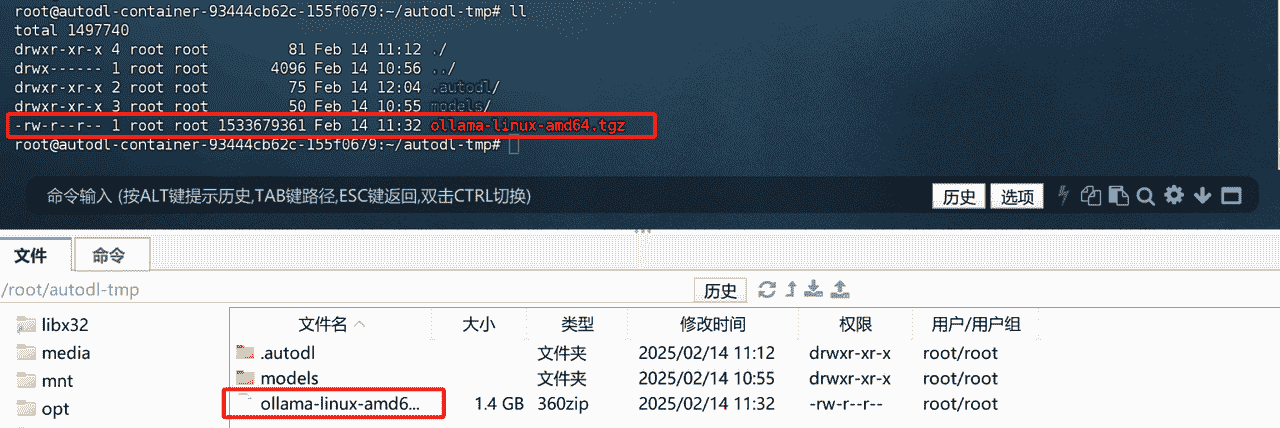 root@autodl-container-93444cb62c-155f0679:~/autodl-tmp# ll
total 1497740
drwxr-xr-x 4 root root 81 Feb 14 11:12 ./
drwx------ 1 root root 4096 Feb 14 10:56 ../
drwxr-xr-x 2 root root 75 Feb 14 12:04 .autodl/
drwxr-xr-x 3 root root 50 Feb 14 10:55 models/
-rw-r--r-- 1 root root 1533679361 Feb 14 11:32 ollama-linux-amd64.tgz
root@autodl-container-93444cb62c-155f0679:~/autodl-tmp#
命令输入 (按ALT键提示历史,TAB键路径,ESC键返回,双击CTRL切换) 历史 选项
文件 命令
/root/autodl-tmp 历史
libx32
media
mnt
opt
文件名 大小 类型 修改时间 权限 用户/用户组
.autodl 文件夹 2025/02/14 11:12 drwxr-xr-x root/root
models 文件夹 2025/02/14 10:55 drwxr-xr-x root/root
ollama-linux-amd6... 1.4 GB 360zip 2025/02/14 11:32 -rw-r--r-- root/root